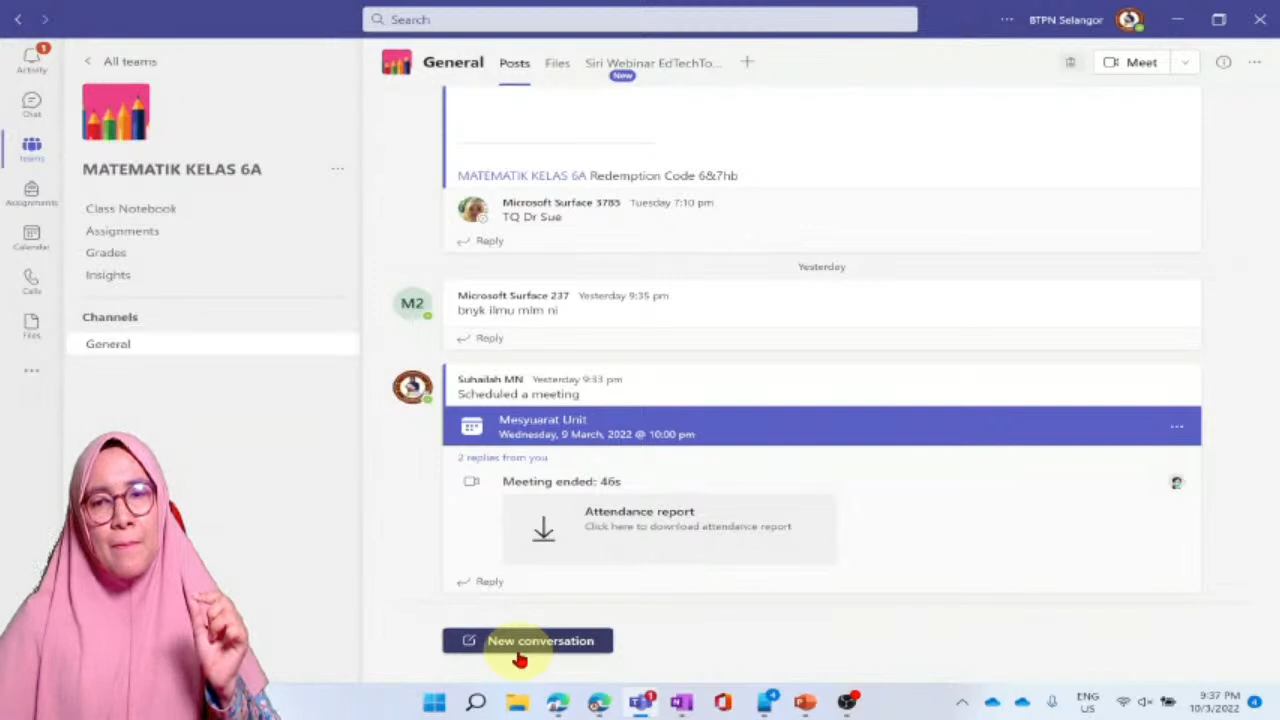 Search
BTPN Selangor
Activity
Chat
Teams
Assignments
Calendar
Calls
Files
All teams
MATEMATIK KELAS 6A
Class Notebook
Assignments
Grades
Insights
Channels
General
General Posts Files Siri Webinar EdTechTo...
New
Meet
MATEMATIK KELAS 6A Redemption Code 6&7hb
Microsoft Surface 3785 Tuesday 7:10 pm
TQ Dr Sue
Reply
Yesterday
M2
Microsoft Surface 237 Yesterday 9:35 pm
bnyk ilmu mlm ni
Reply
Suhailah MN Yesterday 9:33 pm
Scheduled a meeting
Mesyuarat Unit
Wednesday, 9 March, 2022 @ 10:00 pm
2 replies from you
Meeting ended: 46s
Attendance report
Click here to download attendance report
Reply
New conversation
ENG
US
9:37 PM
10/3/2022